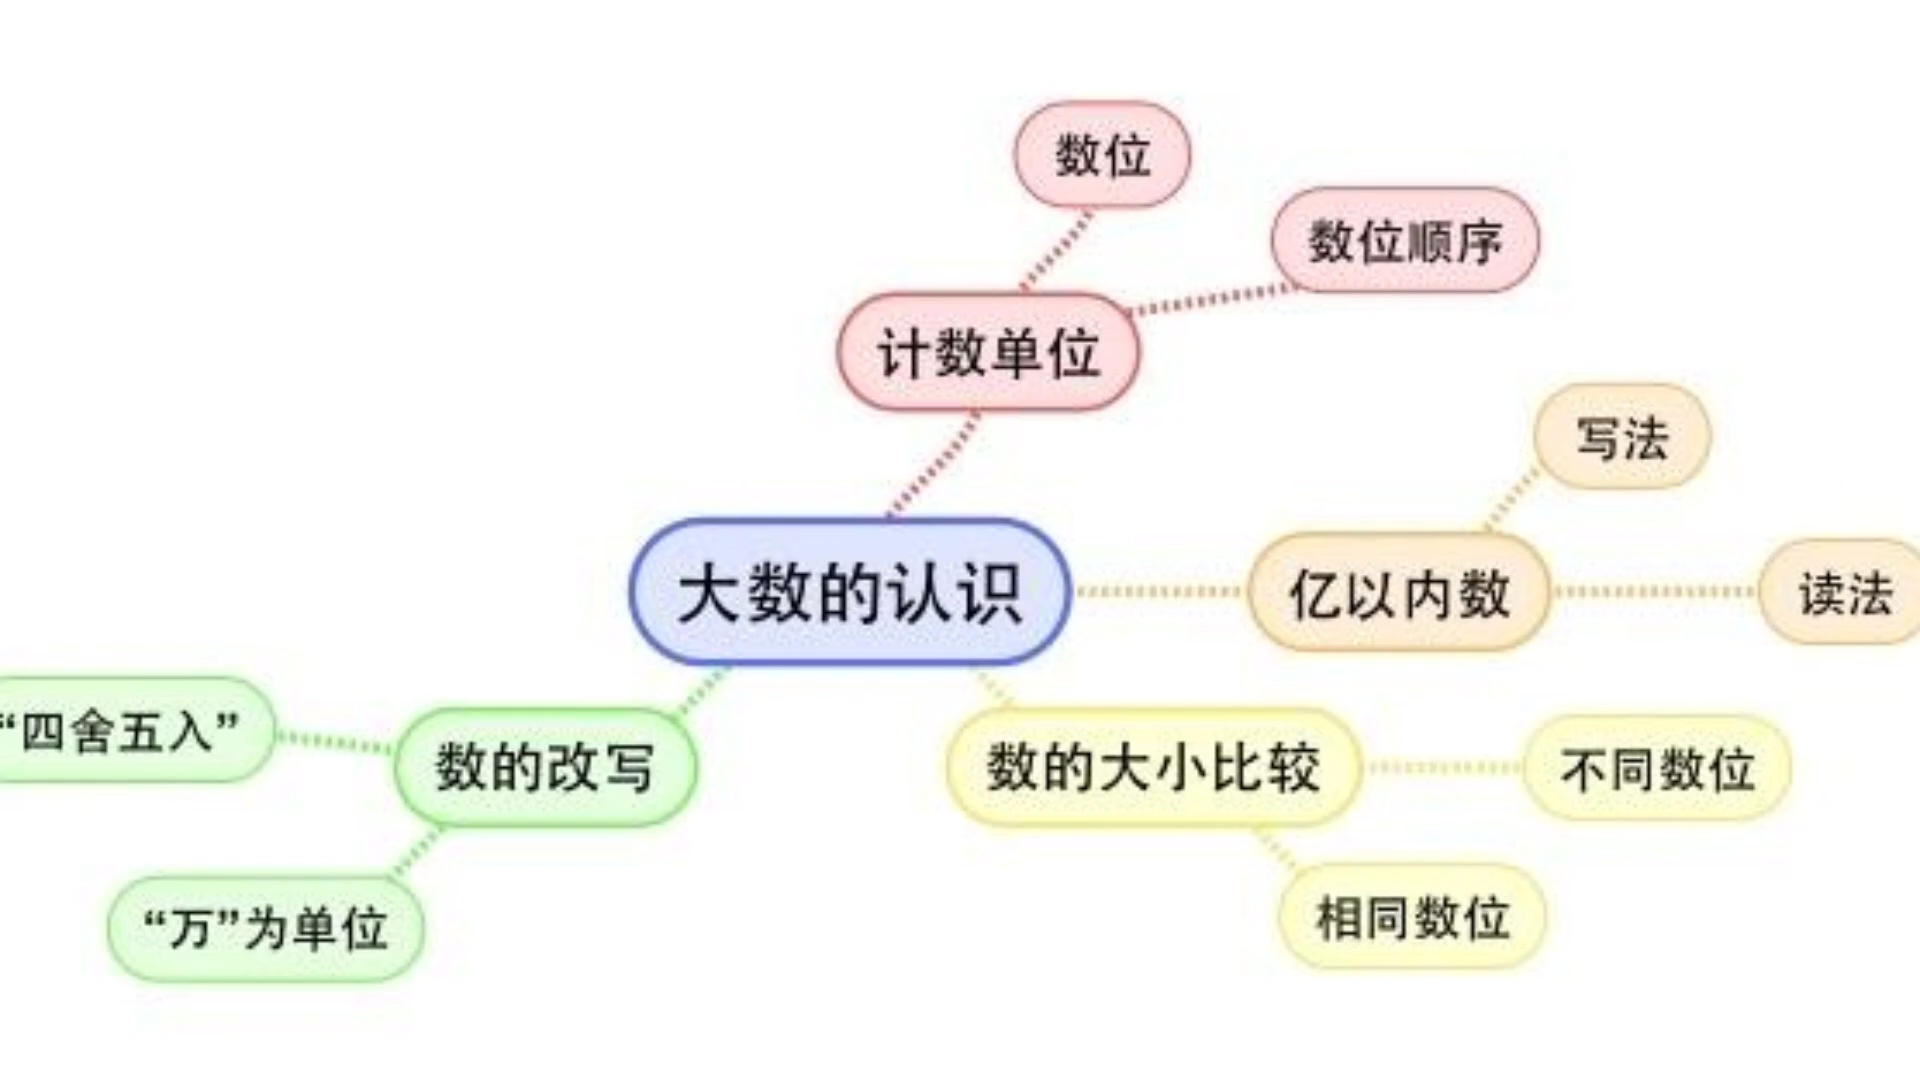 数位
数位顺序
计数单位
写法
大数的认识
亿以内数
读法
“四舍五入”
数的改写
数的大小比较
不同数位
“万”为单位
相同数位